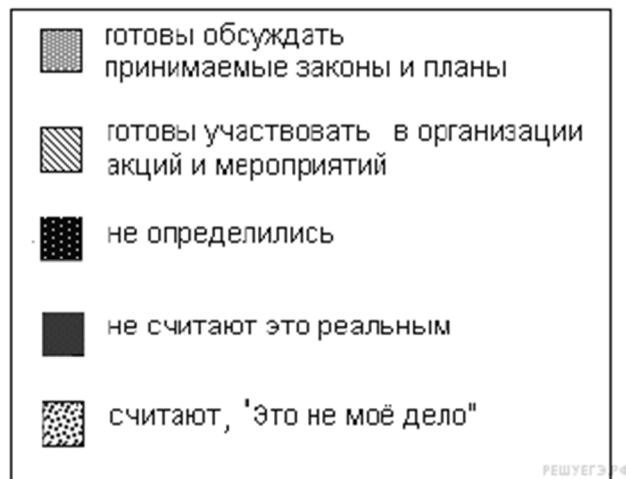 готовы обсуждать
принимаемые законы и планы
готовы участвовать в организации
акций и мероприятий
не определились
не считают это реальным
считают, 'Это не моё дело"
РЕШУЕГЭ.РФ